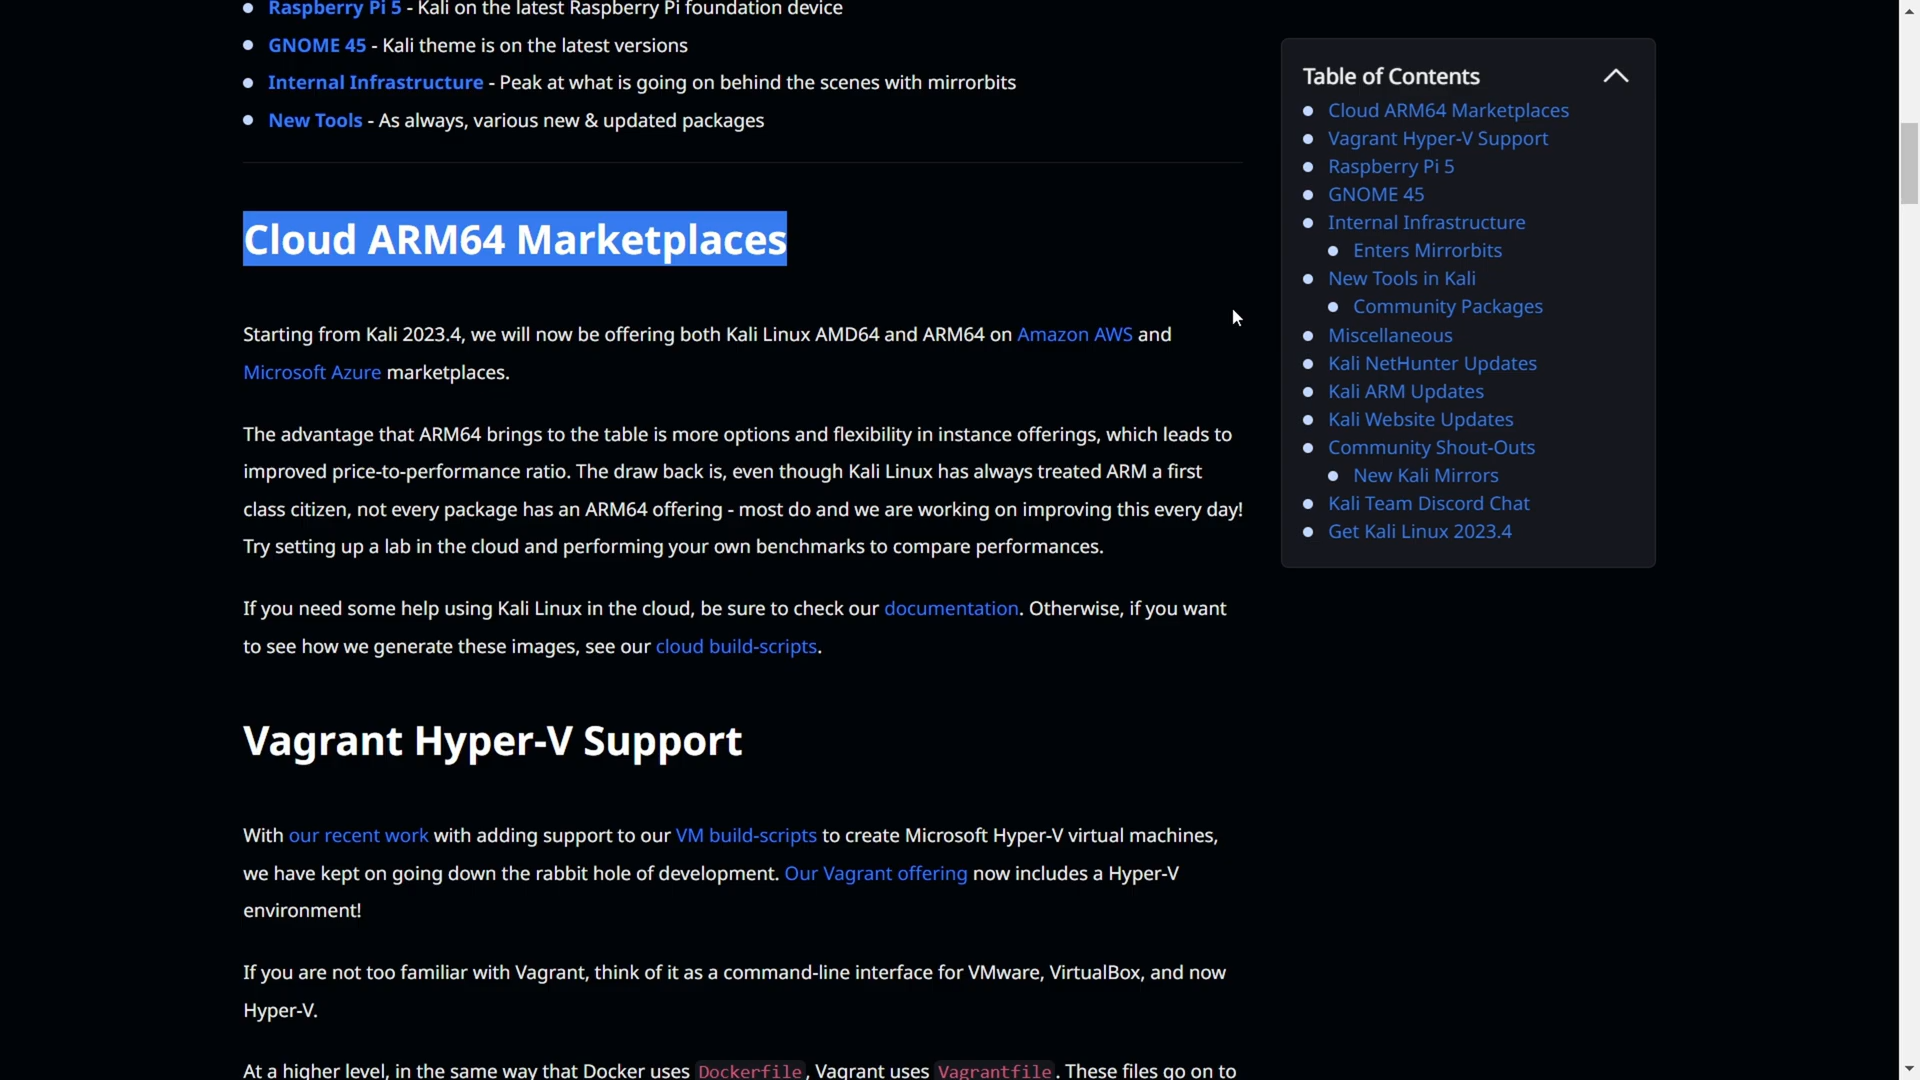 Raspberry Pi 5 - Kali on the latest Raspberry Pi foundation device
GNOME 45 - Kali theme is on the latest versions
Internal Infrastructure - Peak at what is going on behind the scenes with mirrorbits
New Tools - As always, various new & updated packages
Cloud ARM64 Marketplaces
Starting from Kali 2023.4, we will now be offering both Kali Linux AMD64 and ARM64 on Amazon AWS and
Microsoft Azure marketplaces.
The advantage that ARM64 brings to the table is more options and flexibility in instance offerings, which leads to
improved price-to-performance ratio. The draw back is, even though Kali Linux has always treated ARM a first
class citizen, not every package has an ARM64 offering - most do and we are working on improving this every day!
Try setting up a lab in the cloud and performing your own benchmarks to compare performances.
If you need some help using Kali Linux in the cloud, be sure to check our documentation. Otherwise, if you want
to see how we generate these images, see our cloud build-scripts.
Vagrant Hyper-V Support
With our recent work with adding support to our VM build-scripts to create Microsoft Hyper-V virtual machines,
we have kept on going down the rabbit hole of development. Our Vagrant offering now includes a Hyper-V
environment!
If you are not too familiar with Vagrant, think of it as a command-line interface for VMware, VirtualBox, and now
Hyper-V.
At a higher level, in the same way that Docker uses Dockerfile, Vagrant uses Vagrantfile. These files go on to
Table of Contents
Cloud ARM64 Marketplaces
Vagrant Hyper-V Support
Raspberry Pi 5
GNOME 45
Internal Infrastructure
Enters Mirrorbits
New Tools in Kali
Community Packages
Miscellaneous
Kali NetHunter Updates
Kali ARM Updates
Kali Website Updates
Community Shout-Outs
New Kali Mirrors
Kali Team Discord Chat
Get Kali Linux 2023.4